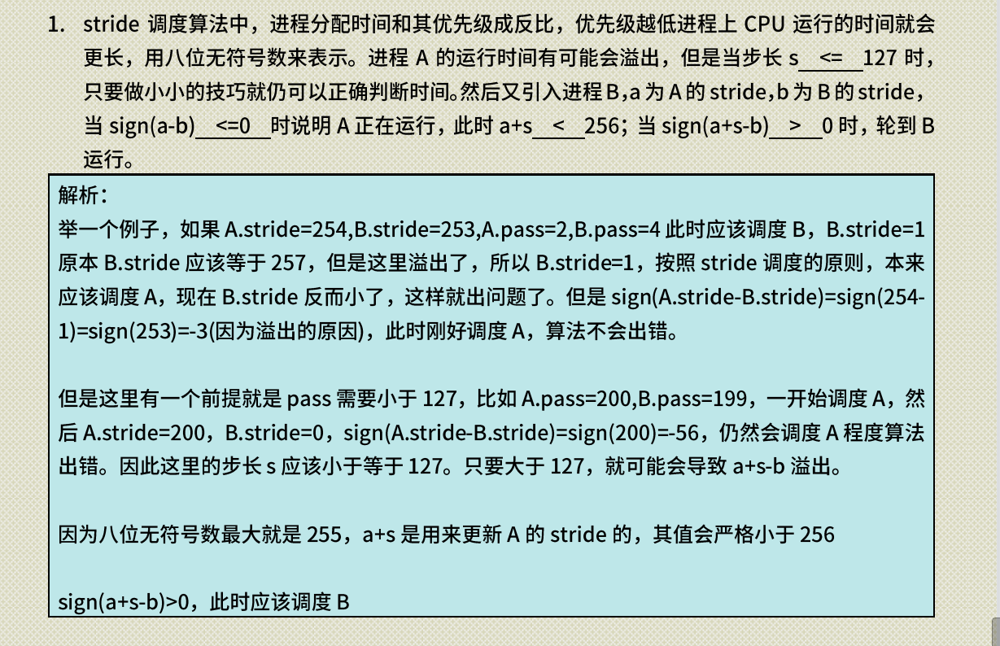 1. stride 调度算法中，进程分配时间和其优先级成反比，优先级越低进程上 CPU 运行的时间就会
更长，用八位无符号数来表示。进程 A 的运行时间有可能会溢出，但是当步长 s <= 127 时，
只要做小小的技巧就仍可以正确判断时间。然后又引入进程B,a 为 A 的 stride,b 为 B 的 stride，
当 sign(a-b) <=0 时说明 A 正在运行，此时 a+s < 256；当 sign(a+s-b) > 0 时，轮到 B
运行。
解析：
举一个例子，如果 A.stride=254,B.stride=253,A.pass=2,B.pass=4 此时应该调度 B，B.stride=1
原本 B.stride 应该等于 257，但是这里溢出了，所以 B.stride=1，按照 stride 调度的原则，本来
应该调度 A，现在 B.stride 反而小了，这样就出问题了。但是 sign(A.stride-B.stride)=sign(254-
1)=sign(253)=-3(因为溢出的原因)，此时刚好调度 A，算法不会出错。
但是这里有一个前提就是 pass 需要小于 127，比如 A.pass=200,B.pass=199，一开始调度 A，然
后 A.stride=200，B.stride=0，sign(A.stride-B.stride)=sign(200)=-56，仍然会调度 A 程度算法
出错。因此这里的步长 s 应该小于等于 127。只要大于 127，就可能会导致 a+s-b 溢出。
因为八位无符号数最大就是 255，a+s 是用来更新 A 的 stride 的，其值会严格小于 256
sign(a+s-b)>0，此时应该调度 B